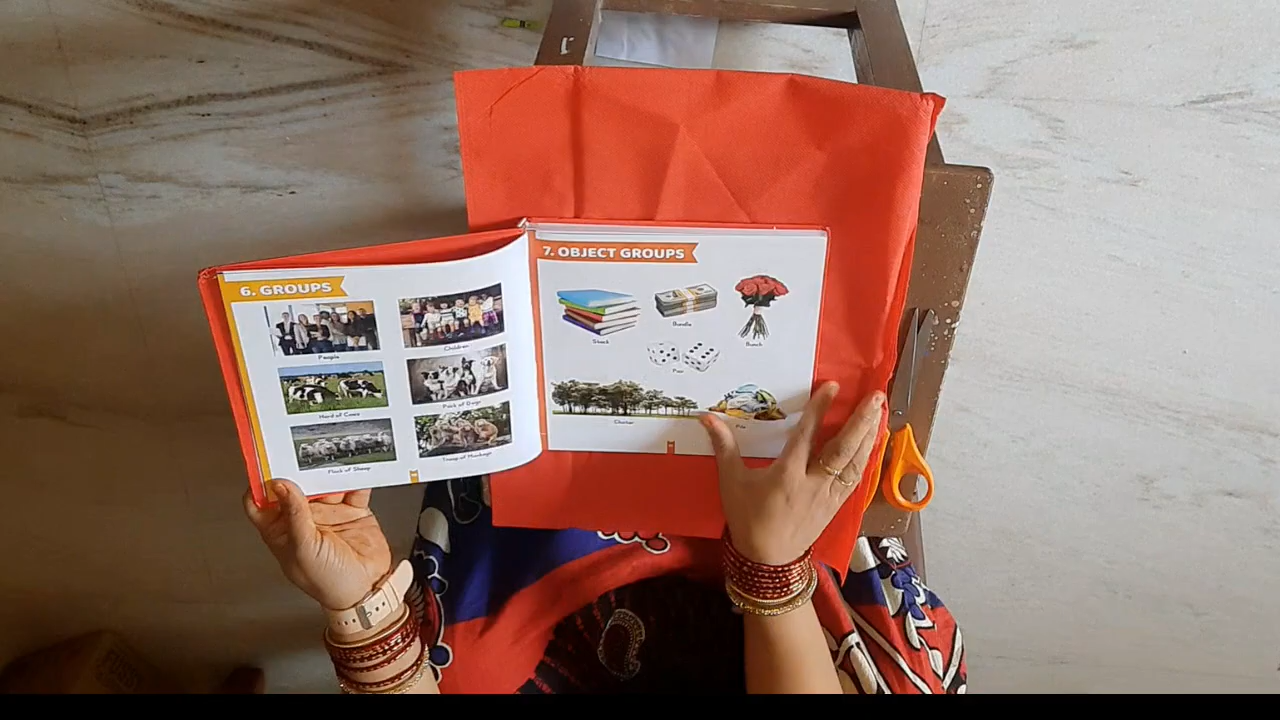 6. GROUPS
People
Children
Herd of Cows
Pack of Dogs
Flock of Sheep
Troop of Monkeys
7. OBJECT GROUPS
Stack
Bundle
Bunch
Pair
Cluster
Pile